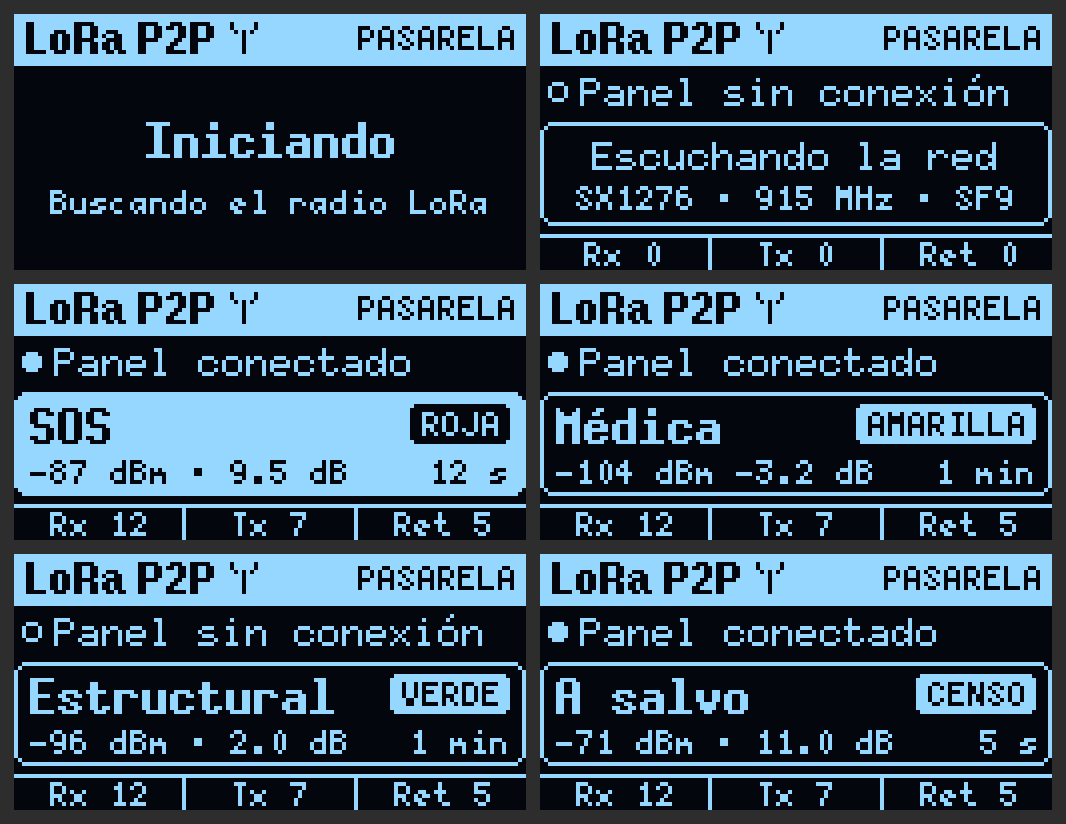 LoRa P2P PASARELA
Iniciando
Buscando el radio LoRa
LoRa P2P PASARELA
Panel sin conexión
Escuchando la red
SX1276 · 915 MHz · SF9
Rx 0 Tx 0 Ret 0
LoRa P2P PASARELA
Panel conectado
SOS ROJA
-87 dBm · 9.5 dB 12 s
Rx 12 Tx 7 Ret 5
LoRa P2P PASARELA
Panel conectado
Médica AMARILLA
-104 dBm -3.2 dB 1 min
Rx 12 Tx 7 Ret 5
LoRa P2P PASARELA
Panel sin conexión
Estructural VERDE
-96 dBm · 2.0 dB 1 min
Rx 12 Tx 7 Ret 5
LoRa P2P PASARELA
Panel conectado
A salvo CENSO
-71 dBm · 11.0 dB 5 s
Rx 12 Tx 7 Ret 5